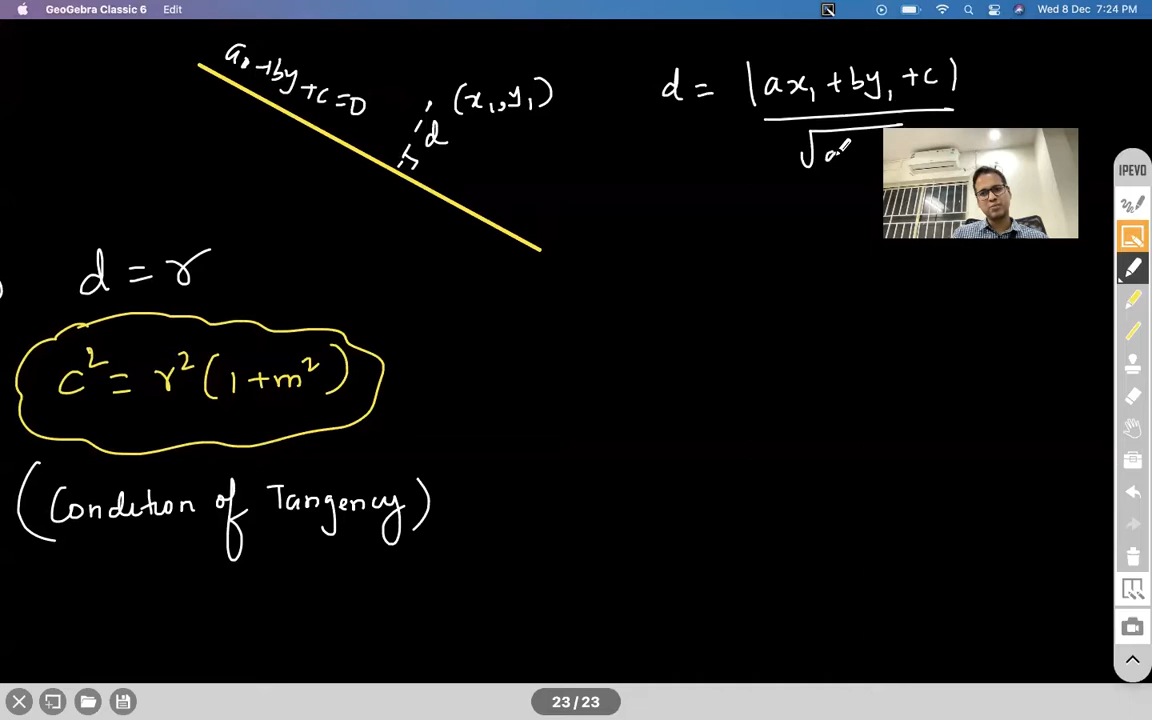 GeoGebra Classic 6 Edit Wed 8 Dec 7:24 PM
ax+by+c=0
(x₁,y₁)
d
d = |ax₁+by₁+c|
√a
d = r
c² = r²(1+m²)
(Condition of Tangency)
IPEVO
23/23